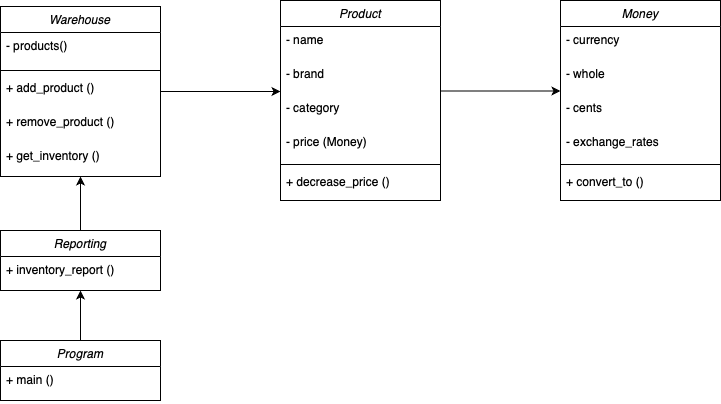 Warehouse
- products()
+ add_product ()
+ remove_product ()
+ get_inventory ()
Product
- name
- brand
- category
- price (Money)
+ decrease_price ()
Money
- currency
- whole
- cents
- exchange_rates
+ convert_to ()
Reporting
+ inventory_report ()
Program
+ main ()